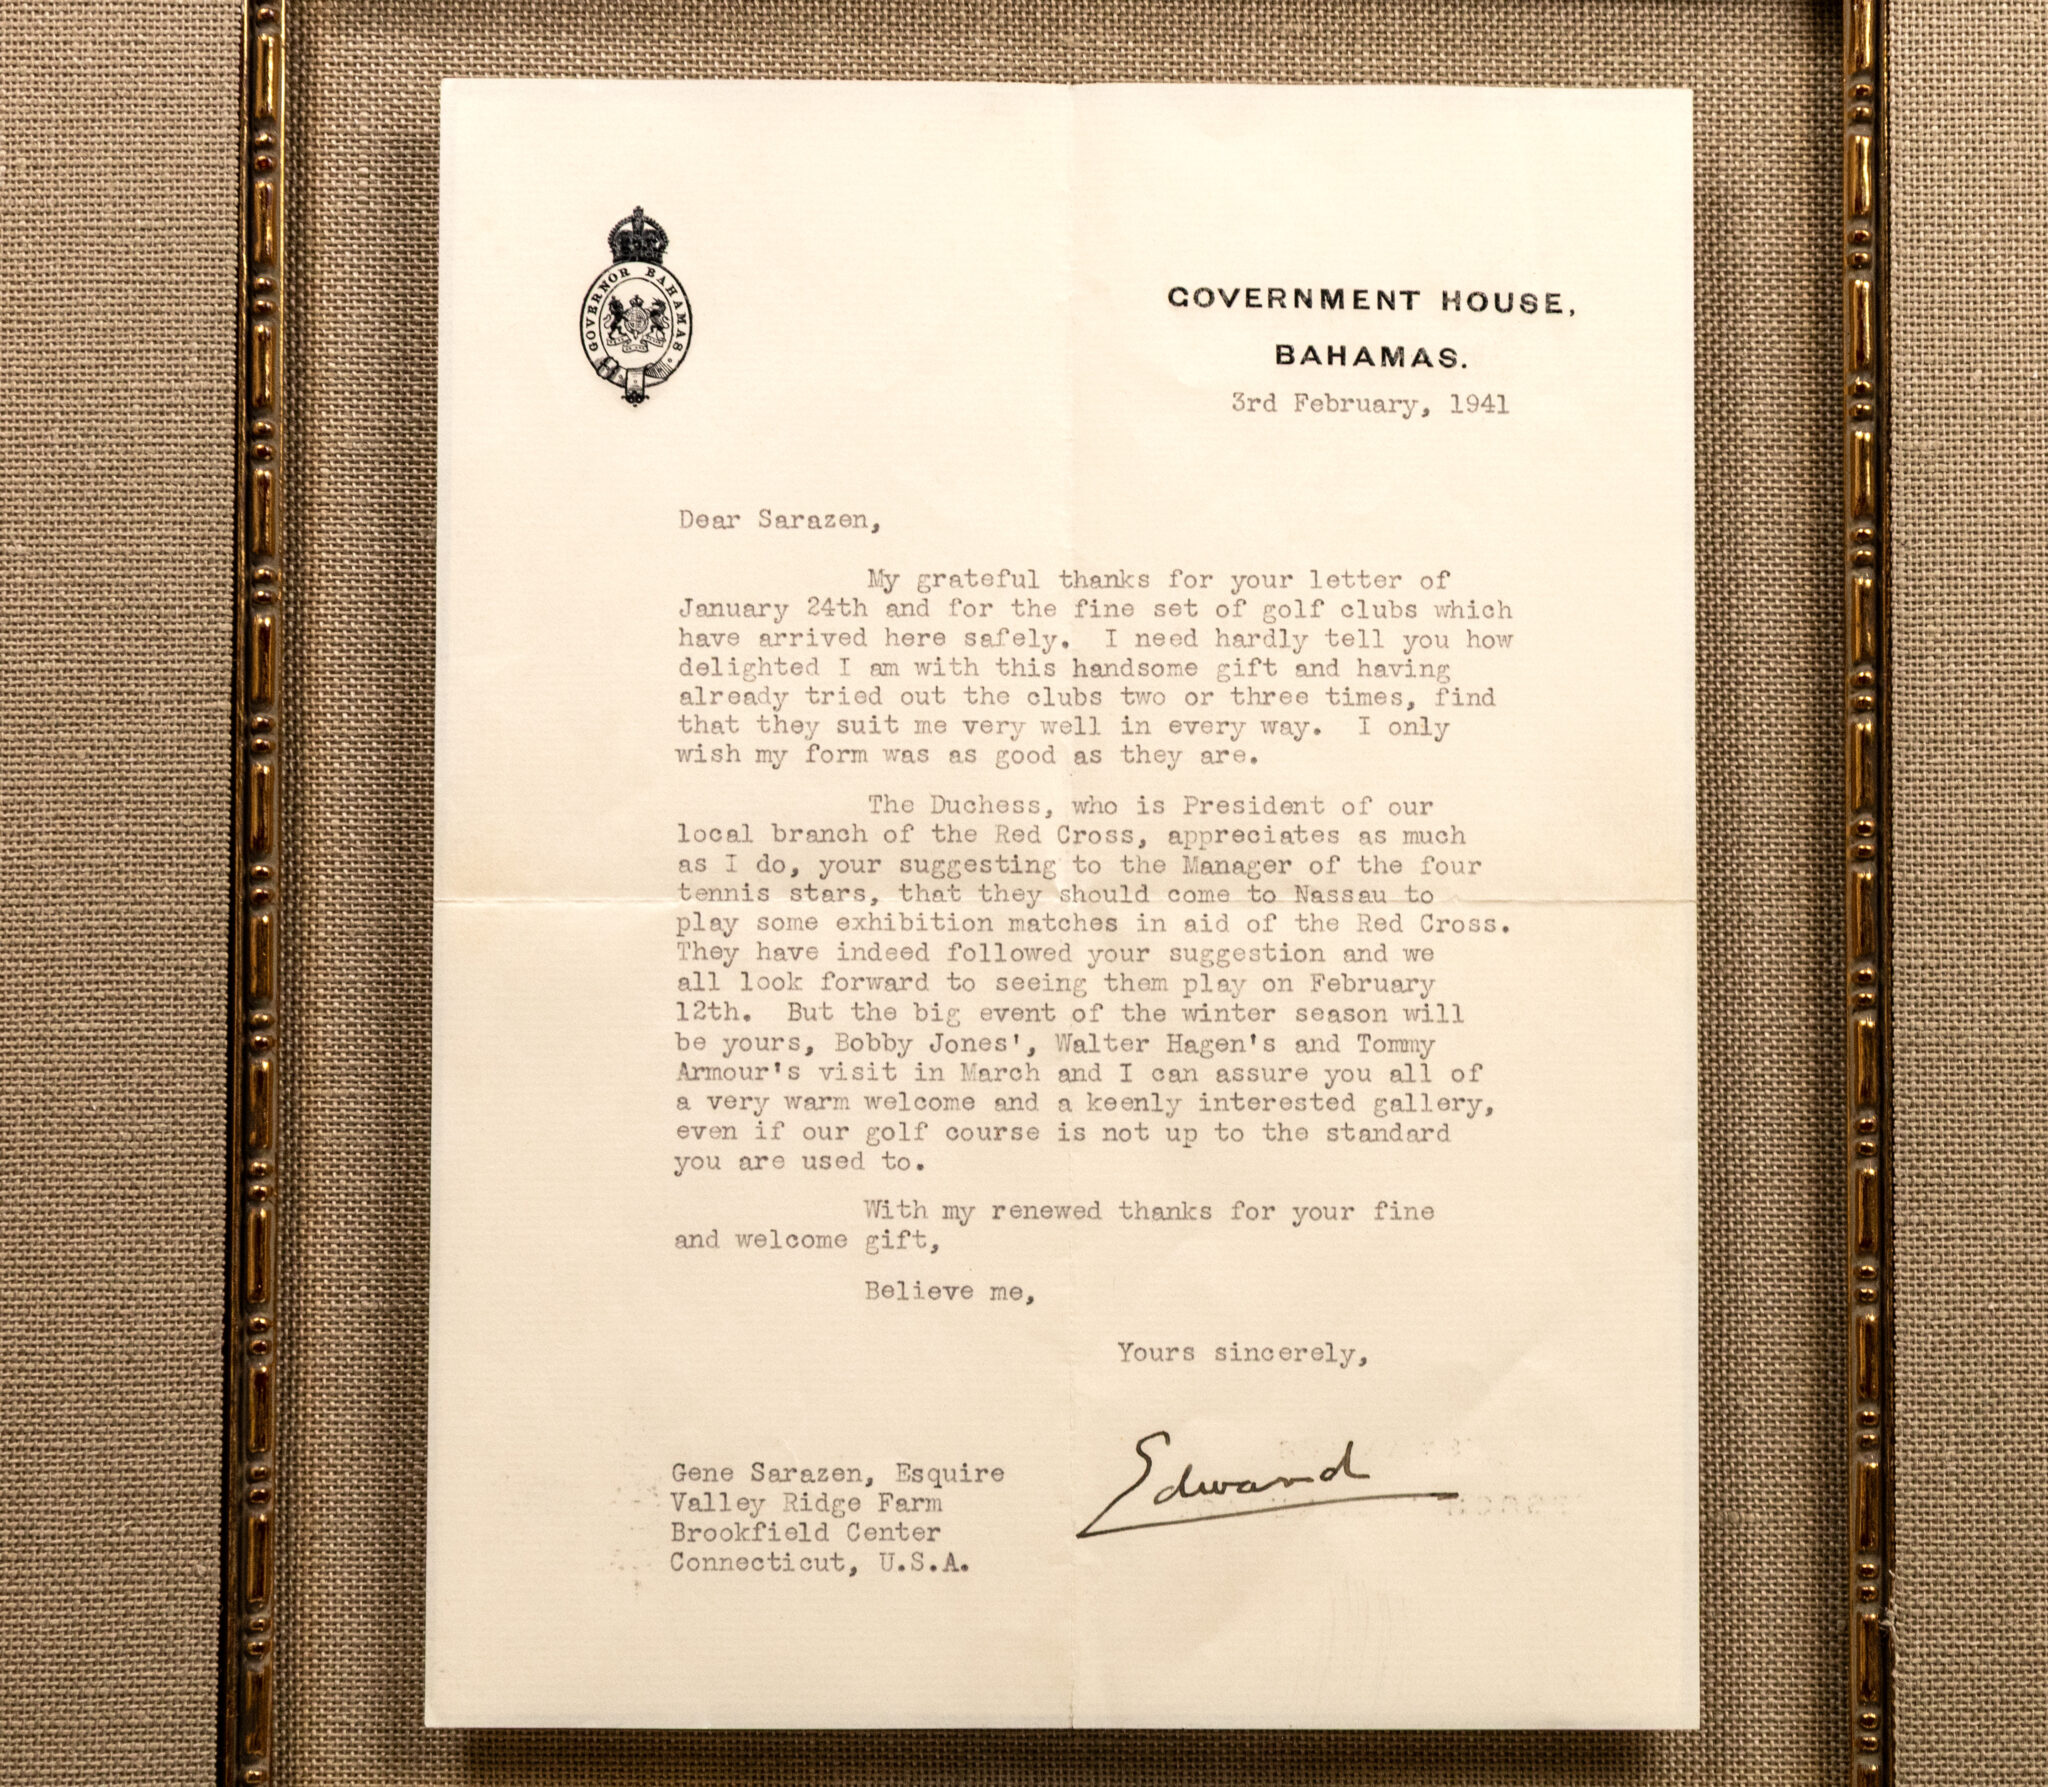 GOVERNOR BAHAMAS.
GOVERNMENT HOUSE,
BAHAMAS.
3rd February, 1941
Dear Sarazen,
My grateful thanks for your letter of
January 24th and for the fine set of golf clubs which
have arrived here safely. I need hardly tell you how
delighted I am with this handsome gift and having
already tried out the clubs two or three times, find
that they suit me very well in every way. I only
wish my form was as good as they are.
The Duchess, who is President of our
local branch of the Red Cross, appreciates as much
as I do, your suggesting to the Manager of the four
tennis stars, that they should come to Nassau to
play some exhibition matches in aid of the Red Cross.
They have indeed followed your suggestion and we
all look forward to seeing them play on February
12th. But the big event of the winter season will
be yours, Bobby Jones', Walter Hagen's and Tommy
Armour's visit in March and I can assure you all of
a very warm welcome and a keenly interested gallery,
even if our golf course is not up to the standard
you are used to.
With my renewed thanks for your fine
and welcome gift,
Believe me,
Yours sincerely,
Edward
Gene Sarazen, Esquire
Valley Ridge Farm
Brookfield Center
Connecticut, U.S.A.